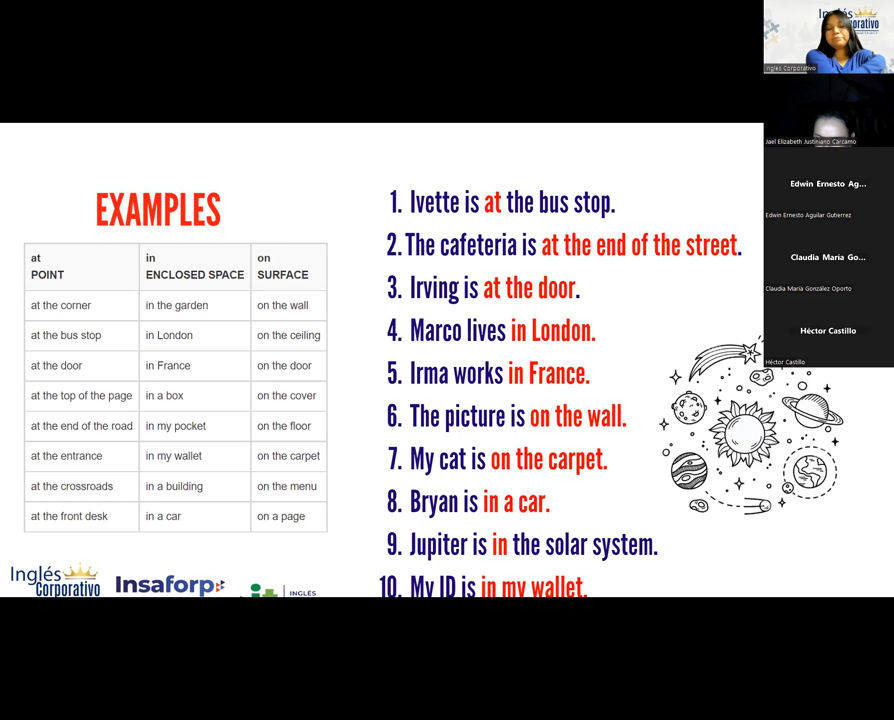 EXAMPLES
at in on
POINT ENCLOSED SPACE SURFACE
at the corner in the garden on the wall
at the bus stop in London on the ceiling
at the door in France on the door
at the top of the page in a box on the cover
at the end of the road in my pocket on the floor
at the entrance in my wallet on the carpet
at the crossroads in a building on the menu
at the front desk in a car on a page
Inglés
Corporativo
Insaforp
INGLÉS
1. Ivette is at the bus stop.
2. The cafeteria is at the end of the street.
3. Irving is at the door.
4. Marco lives in London.
5. Irma works in France.
6. The picture is on the wall.
7. My cat is on the carpet.
8. Bryan is in a car.
9. Jupiter is in the solar system.
10. My ID is in my wallet.
Inglés Corporativo
Jael Elizabeth Justiniano Carcamo
Edwin Ernesto Ag...
Edwin Ernesto Aguilar Gutierrez
Claudia Maria Go...
Claudia María González Oporto
Héctor Castillo
Héctor Castillo